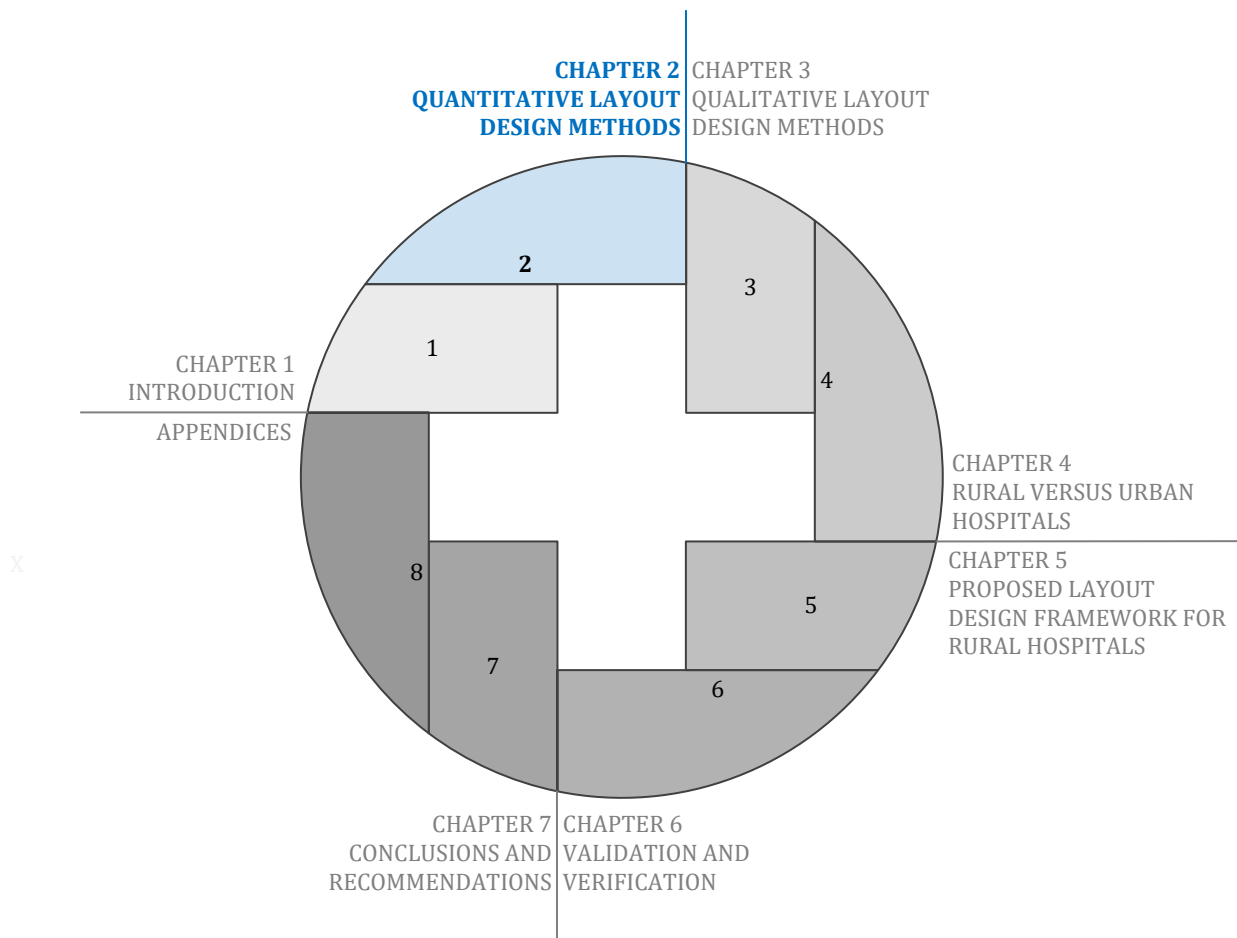 CHAPTER 2
QUANTITATIVE LAYOUT
DESIGN METHODS
CHAPTER 3
QUALITATIVE LAYOUT
DESIGN METHODS
2
3
1
4
CHAPTER 1
INTRODUCTION
APPENDICES
CHAPTER 4
RURAL VERSUS URBAN
HOSPITALS
X
8
5
CHAPTER 5
PROPOSED LAYOUT
DESIGN FRAMEWORK FOR
RURAL HOSPITALS
7
6
CHAPTER 7
CONCLUSIONS AND
RECOMMENDATIONS
CHAPTER 6
VALIDATION AND
VERIFICATION